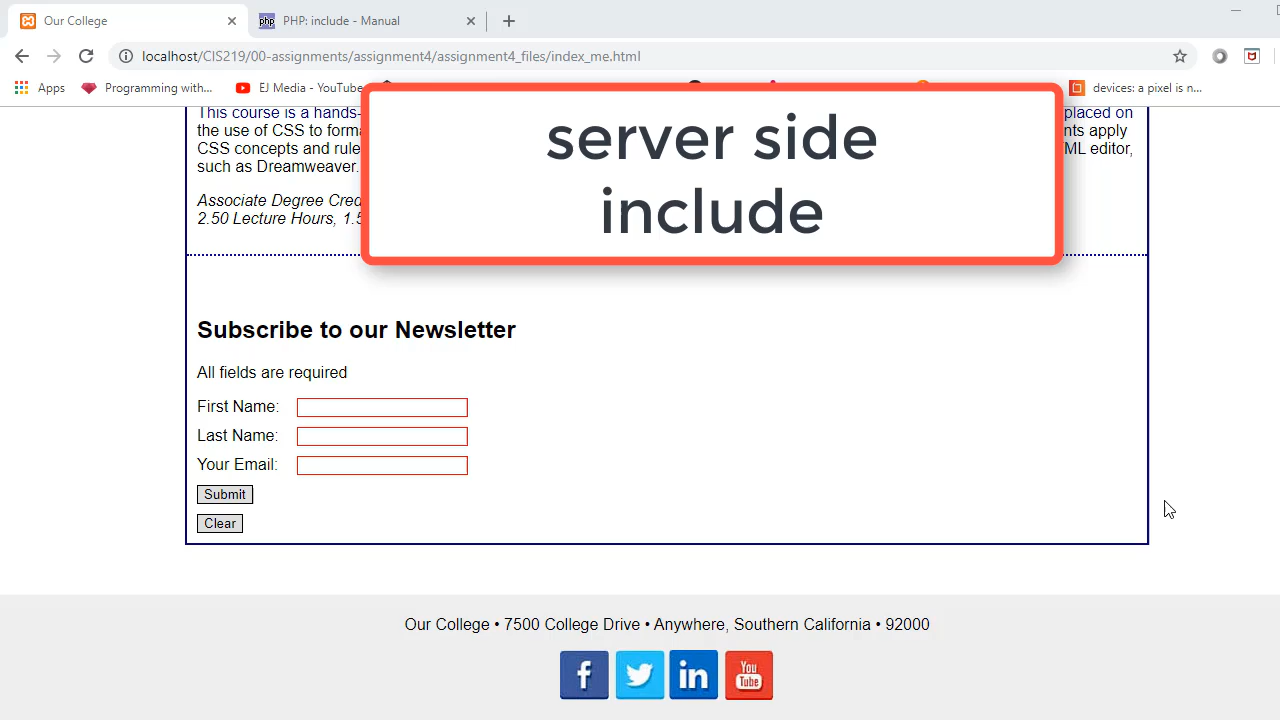 Our College
PHP: include - Manual
localhost/CIS219/00-assignments/assignment4/assignment4_files/index_me.html
Apps
Programming with...
EJ Media - YouTube
devices: a pixel is n...
server side
include
This course is a hands-
placed on
the use of CSS to forma
nts apply
CSS concepts and rule
ML editor,
such as Dreamweaver.
Associate Degree Cred
2.50 Lecture Hours, 1.5
Subscribe to our Newsletter
All fields are required
First Name:
Last Name:
Your Email:
Submit
Clear
Our College • 7500 College Drive • Anywhere, Southern California • 92000
f
in
You
Tube